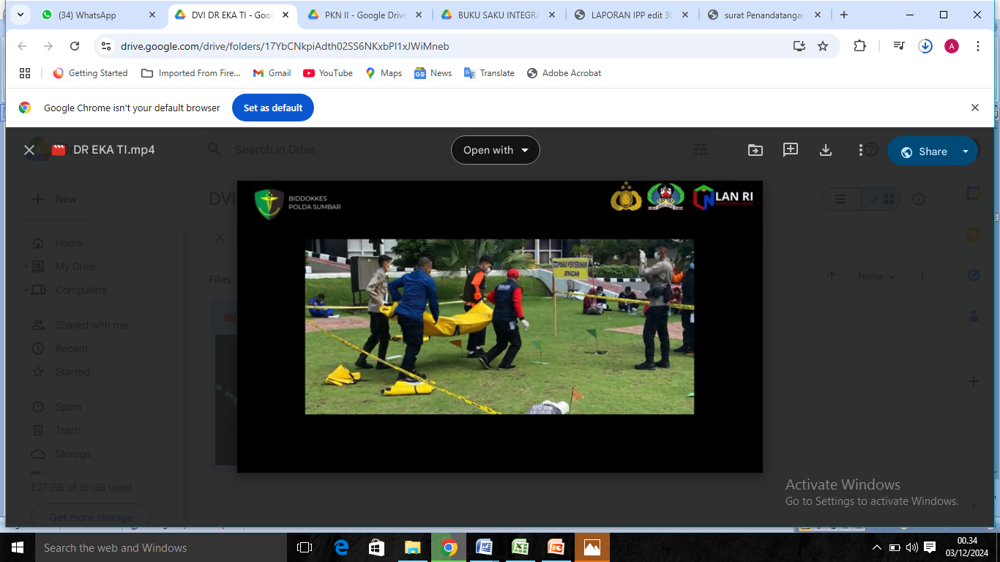 (34) WhatsApp
DVI DR EKA TI - Goo
PKN II - Google Drive
BUKU SAKU INTEGRA
LAPORAN IPP edit 30
surat Penandatangan
drive.google.com/drive/folders/17YbCNkpiAdth02SS6NKxbPI1xJWiMneb
A
Getting Started
Imported From Fire...
Gmail
YouTube
Maps
News
Translate
Adobe Acrobat
Google Chrome isn't your default browser
Set as default
DR EKA TI.mp4
Search in Drive
Open with
Share
New
DVI
Home
My Drive
Computers
Shared with me
Recent
Starred
Spam
Trash
Storage
1.27 GB of 15 GB used
Get more storage
Files
Name
BIDDOKKES
POLDA SUMBAR
LAN RI
POSKO PENYERAHAN
JENAZAH
Activate Windows
Go to Settings to activate Windows.
Search the web and Windows
00.34
03/12/2024